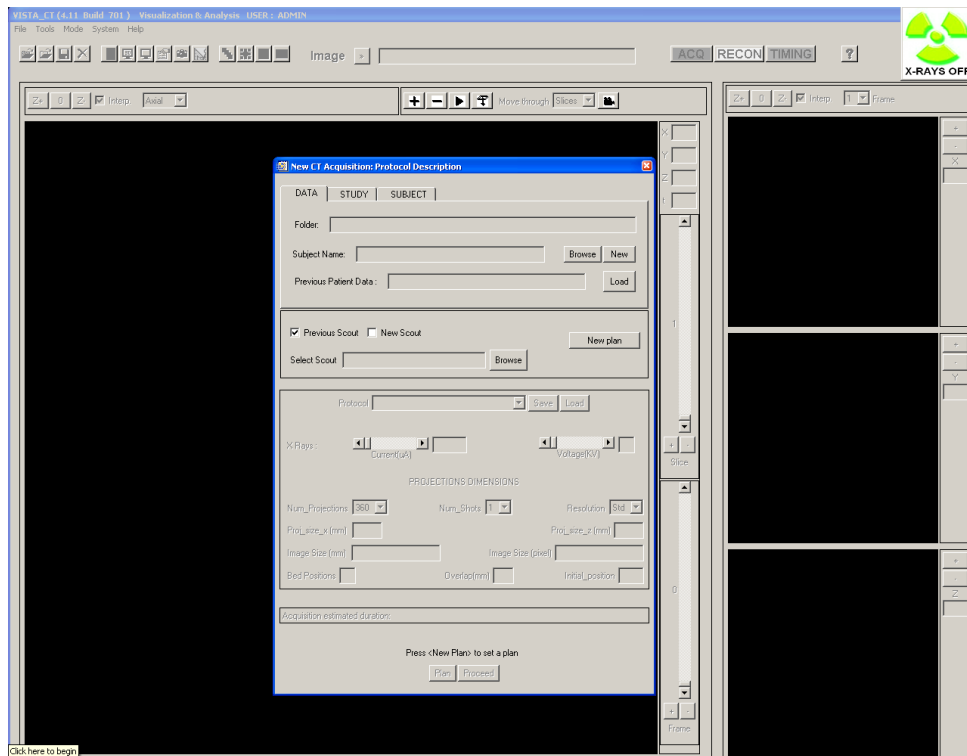 VISTA_CT (4.11 Build 701 ) Visualization & Analysis USER : ADMIN
File Tools Mode System Help
Image > ACQ RECON TIMING ?
X-RAYS OFF
Z+ 0 Z- Interp. Axial
+ - Move through Slices
Z+ 0 Z- Interp. 1 Frame
X
Y
Z
t
New CT Acquisition: Protocol Description
DATA STUDY SUBJECT
Folder:
Subject Name: Browse New
Previous Patient Data : Load
Previous Scout New Scout
New plan
Select Scout Browse
Protocol Save Load
X-Rays : Current(uA) Voltage(KV)
PROJECTIONS DIMENSIONS
Num_Projections 360 Num_Shots 1 Resolution Std
Proj_size_x (mm) Proj_size_z (mm)
Image Size (mm) Image Size (pixel)
Bed Positions Overlap(mm) Initial_position
Acquisition estimated duration:
Press <New Plan> to set a plan
Plan Proceed
1
+ -
Slice
0
+ -
Frame
+
-
X
+
-
Y
+
-
Z
Click here to begin